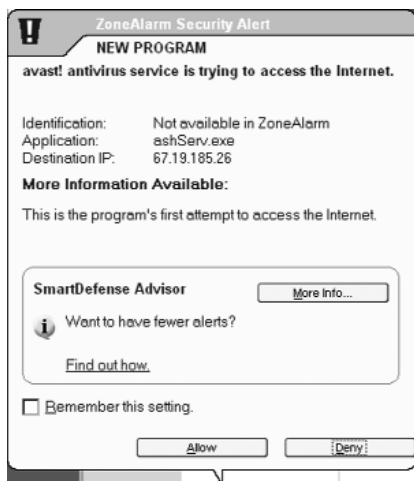 ZoneAlarm Security Alert
NEW PROGRAM
avast! antivirus service is trying to access the Internet.
Identification: Not available in ZoneAlarm
Application: ashServ.exe
Destination IP: 67.19.185.26
More Information Available:
This is the program's first attempt to access the Internet.
SmartDefense Advisor
More Info...
Want to have fewer alerts?
Find out how.
Remember this setting.
Allow Deny